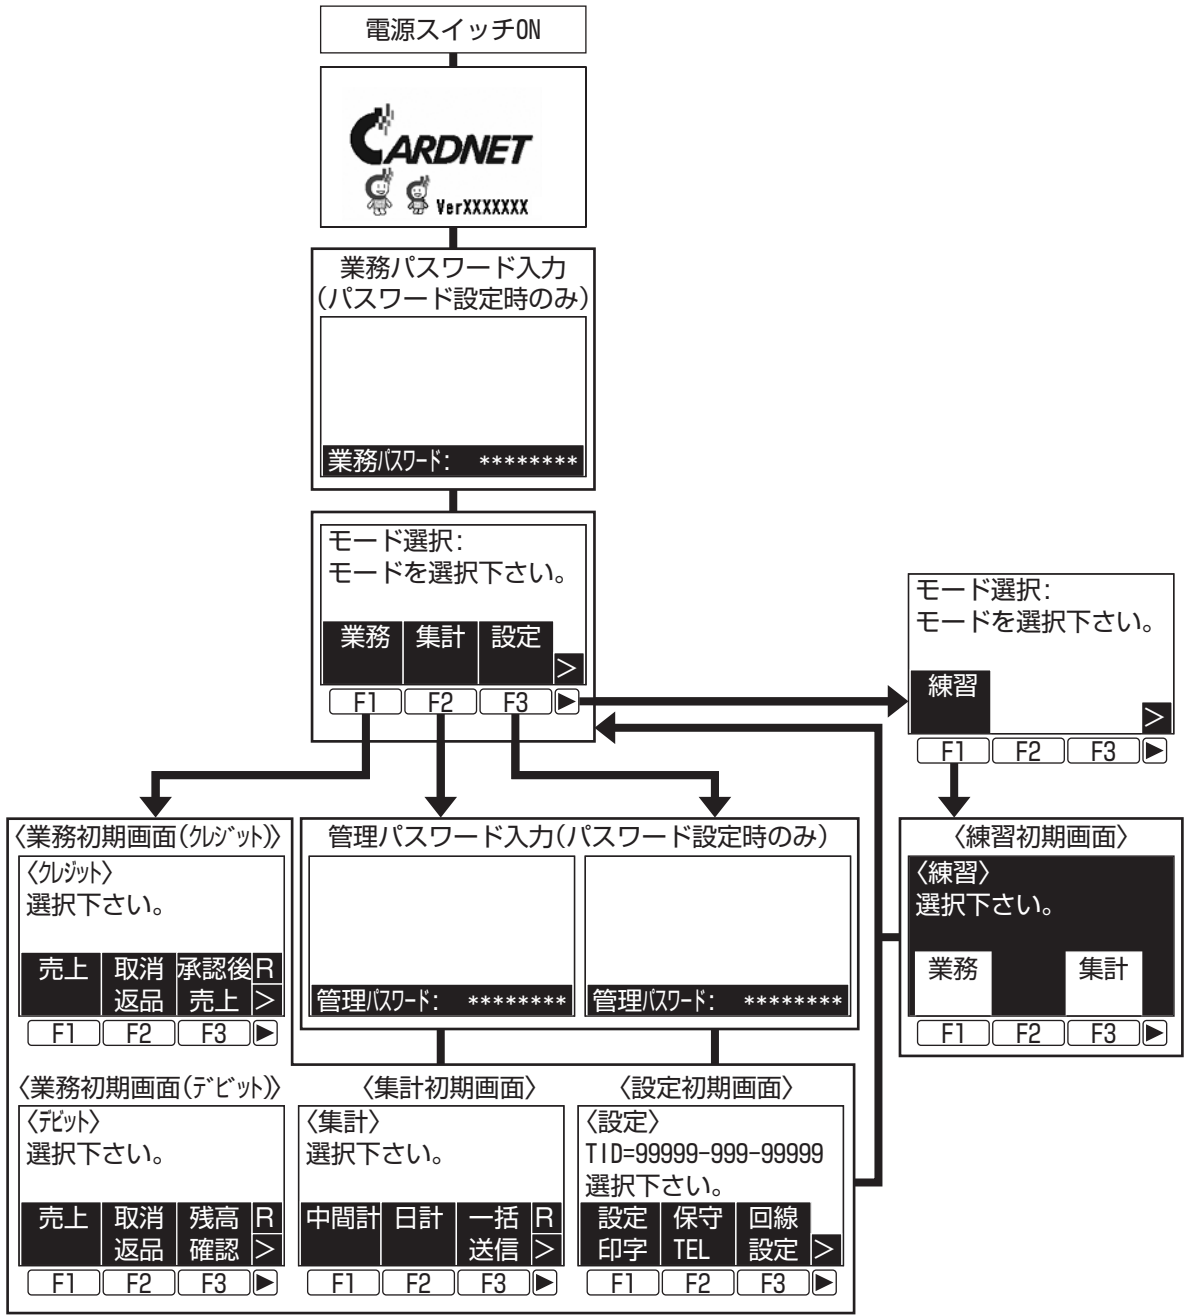 電源スイッチON
CARDNET
VerXXXXXXX
業務パスワード入力
(パスワード設定時のみ)
業務ﾊﾟｽﾜｰﾄﾞ: ********
モード選択:
モードを選択下さい。
業務 集計 設定 >
F1 F2 F3 ▶
モード選択:
モードを選択下さい。
練習 >
F1 F2 F3 ▶
〈業務初期画面(ｸﾚｼﾞｯﾄ)〉
〈ｸﾚｼﾞｯﾄ〉
選択下さい。
売上 取消 承認後 R
返品 売上 >
F1 F2 F3 ▶
管理パスワード入力(パスワード設定時のみ)
管理ﾊﾟｽﾜｰﾄﾞ: ********
管理ﾊﾟｽﾜｰﾄﾞ: ********
〈練習初期画面〉
〈練習〉
選択下さい。
業務 集計
F1 F2 F3 ▶
〈業務初期画面(ﾃﾞﾋﾞｯﾄ)〉
〈ﾃﾞﾋﾞｯﾄ〉
選択下さい。
売上 取消 残高 R
返品 確認 >
F1 F2 F3 ▶
〈集計初期画面〉
〈集計〉
選択下さい。
中間計 日計 一括 R
送信 >
F1 F2 F3 ▶
〈設定初期画面〉
〈設定〉
TID=99999-999-99999
選択下さい。
設定 保守 回線
印字 TEL 設定 >
F1 F2 F3 ▶